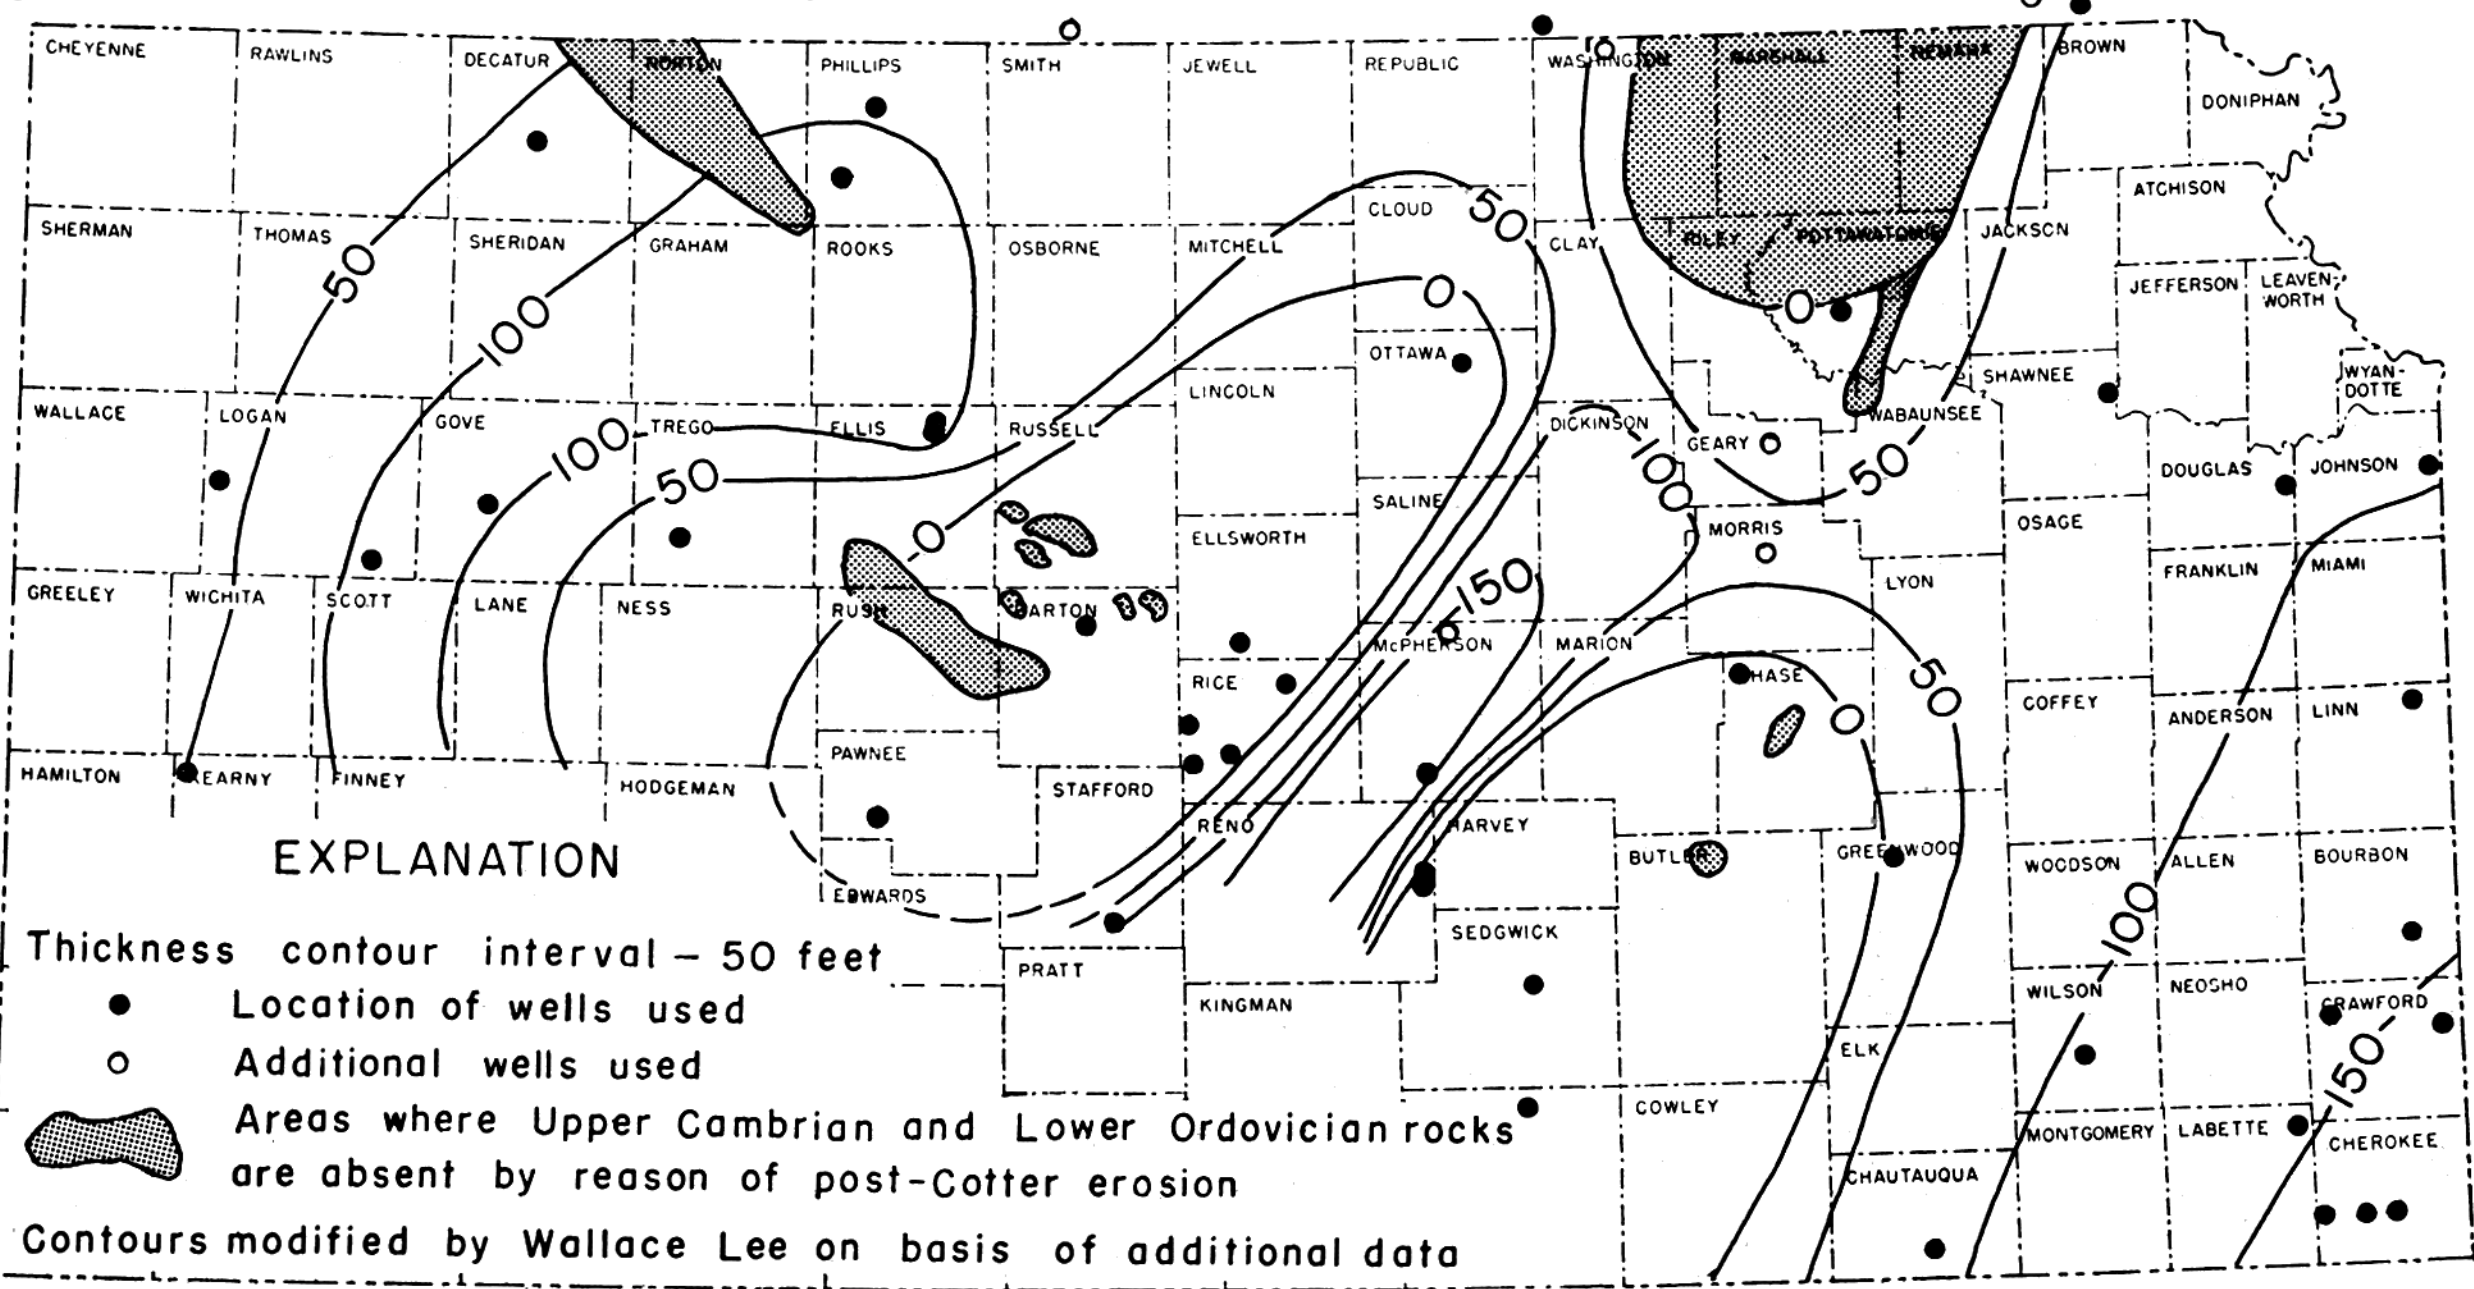 CHEYENNE RAWLINS DECATUR NORTON PHILLIPS SMITH JEWELL REPUBLIC WASHINGTON MARSHALL NEMAHA BROWN
DONIPHAN
ATCHISON
SHERMAN THOMAS SHERIDAN GRAHAM ROOKS OSBORNE MITCHELL CLOUD 50 CLAY RILEY POTTAWATOMIE JACKSON
50 100 0 0 JEFFERSON LEAVEN-
WORTH
OTTAWA
LINCOLN SHAWNEE WYAN-
DOTTE
WALLACE LOGAN GOVE 100 TREGO ELLIS RUSSELL DICKINSON GEARY WABAUNSEE
50 SALINE 100 50 DOUGLAS JOHNSON
0 ELLSWORTH MORRIS OSAGE
GREELEY WICHITA SCOTT LANE NESS RUSH BARTON 150 LYON FRANKLIN MIAMI
McPHERSON MARION
RICE CHASE 50 COFFEY ANDERSON LINN
0
HAMILTON KEARNY FINNEY HODGEMAN PAWNEE STAFFORD
RENO HARVEY BUTLER GREENWOOD WOODSON ALLEN BOURBON
EXPLANATION
EDWARDS 100
SEDGWICK
Thickness contour interval – 50 feet
PRATT KINGMAN WILSON NEOSHO CRAWFORD
Location of wells used
ELK 150
Additional wells used
COWLEY
Areas where Upper Cambrian and Lower Ordovician rocks
MONTGOMERY LABETTE CHEROKEE
are absent by reason of post-Cotter erosion
CHAUTAUQUA
Contours modified by Wallace Lee on basis of additional data